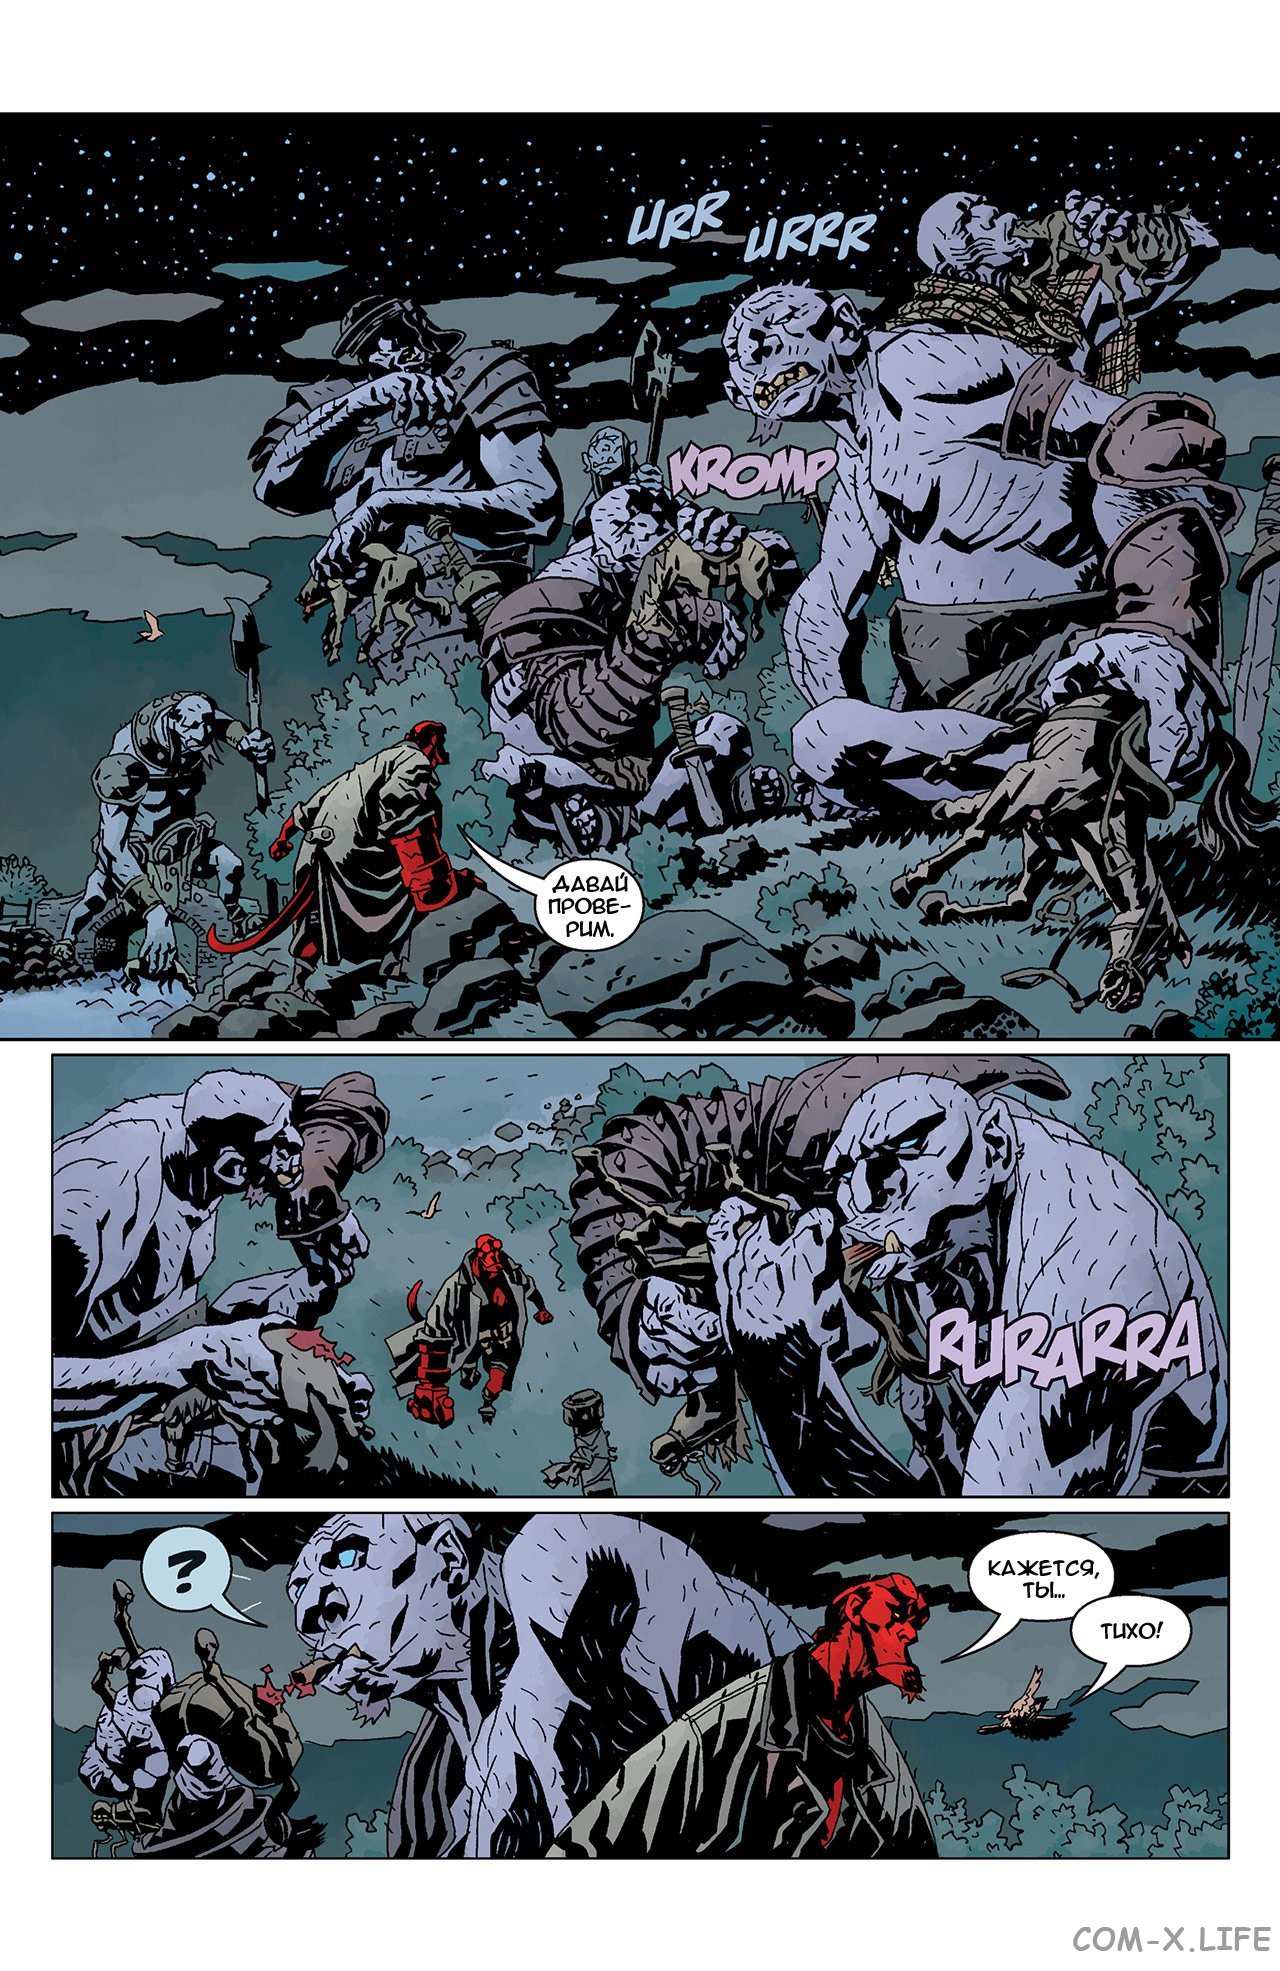 URR
URRR
KROMP
ДАВАЙ
ПРОВЕ-
РИМ.
RURARRA
?
КАЖЕТСЯ,
ТЫ...
ТИХО!
COM-X.LIFE